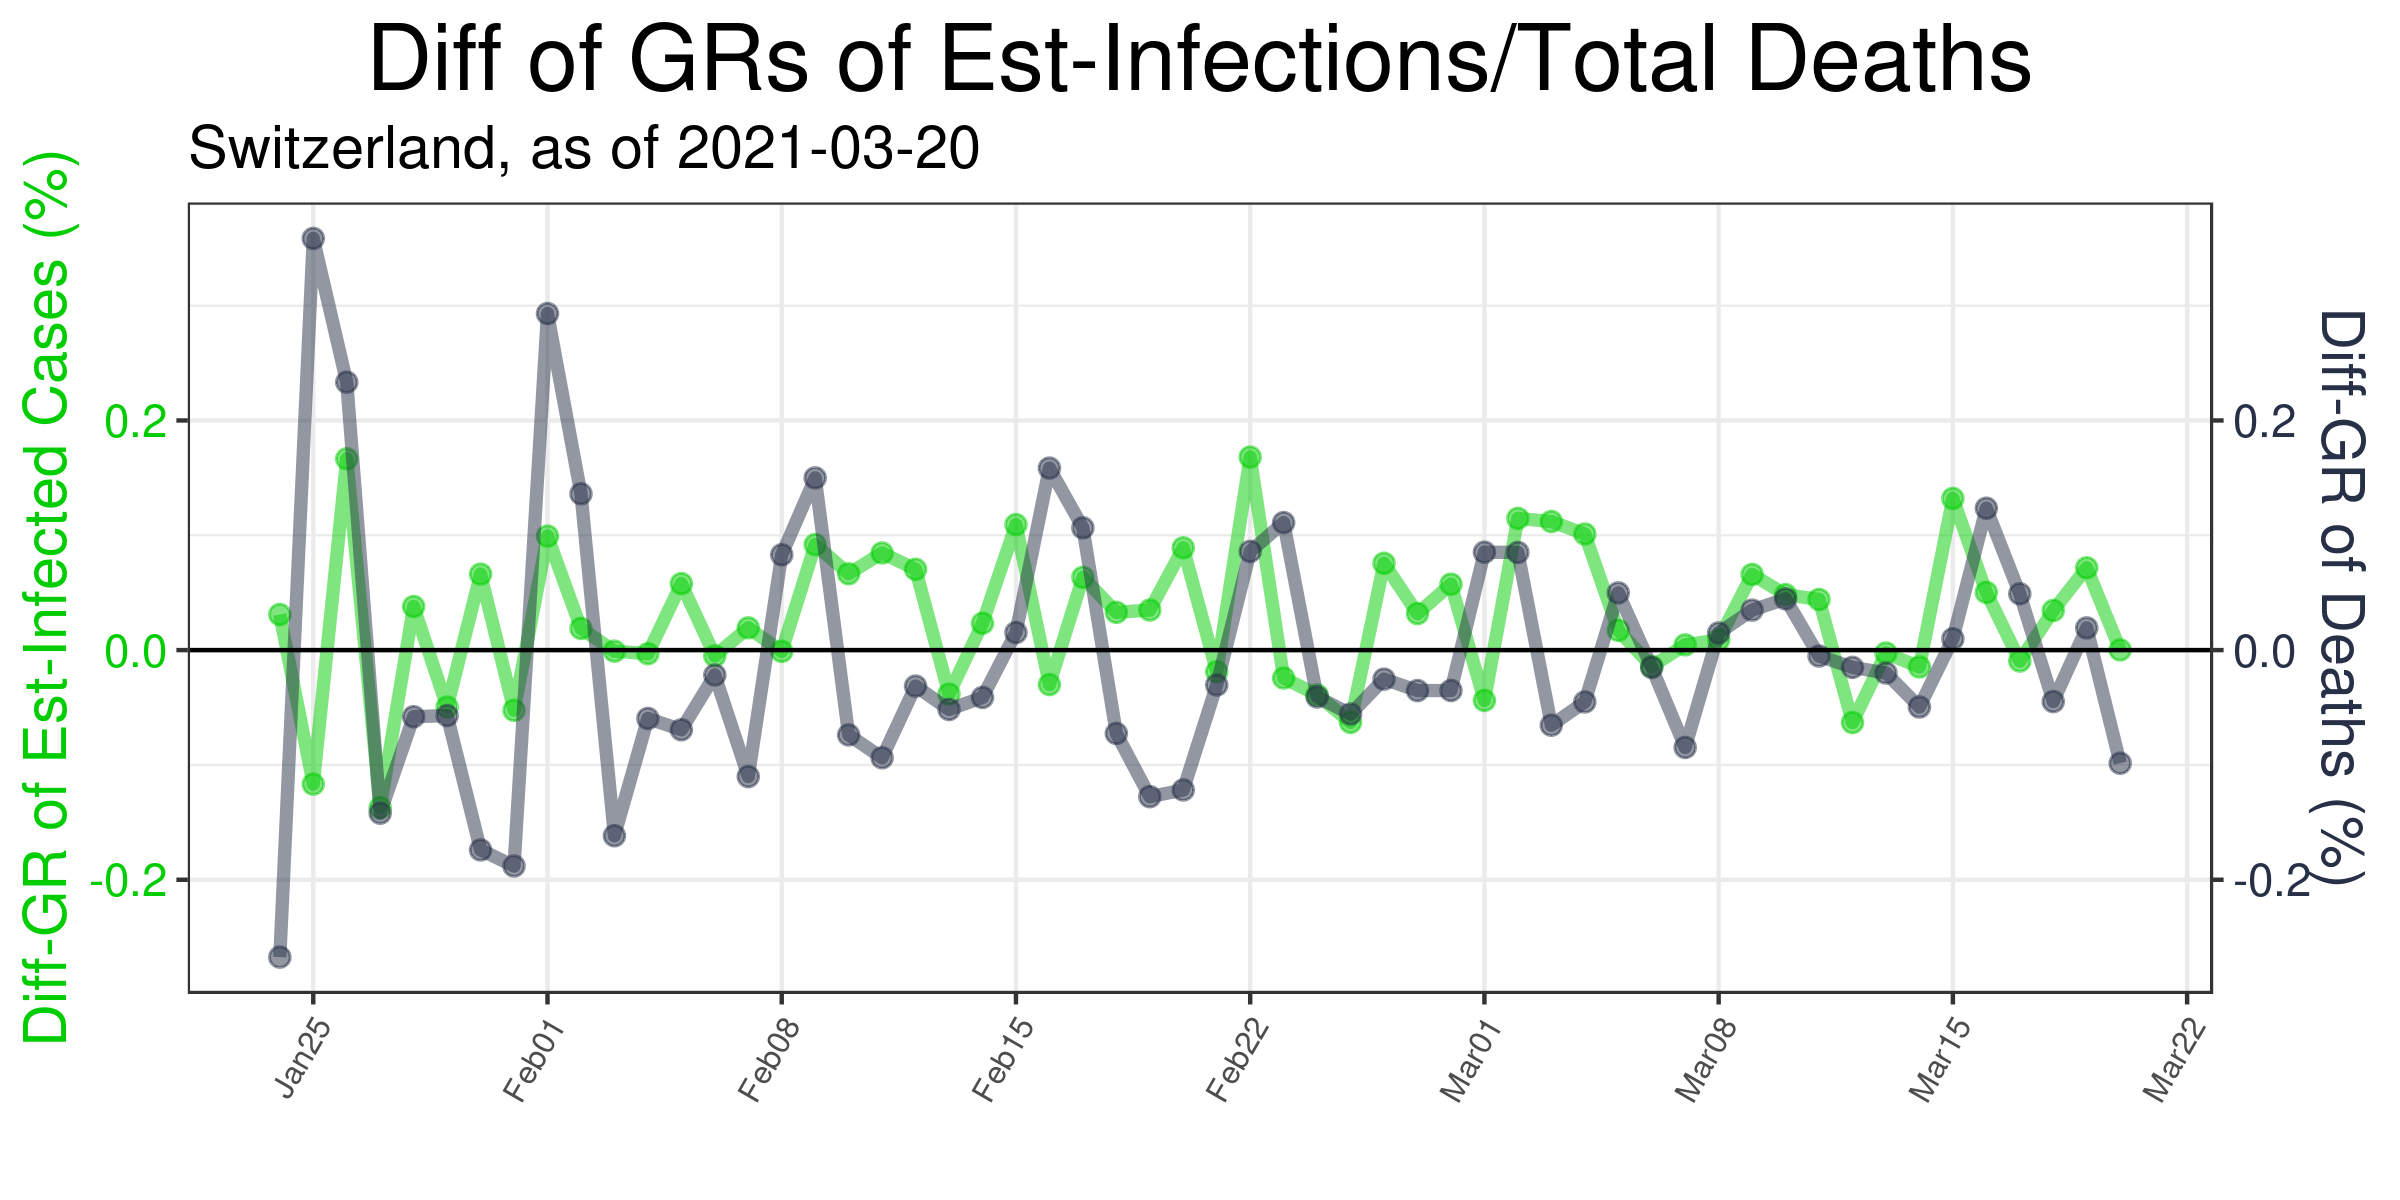 Diff of GRs of Est-Infections/Total Deaths
Switzerland, as of 2021-03-20
Diff-GR of Est-Infected Cases (%)
0.2
0.0
-0.2
0.2
0.0
-0.2
Diff-GR of Deaths (%)
Jan25
Feb01
Feb08
Feb15
Feb22
Mar01
Mar08
Mar15
Mar22